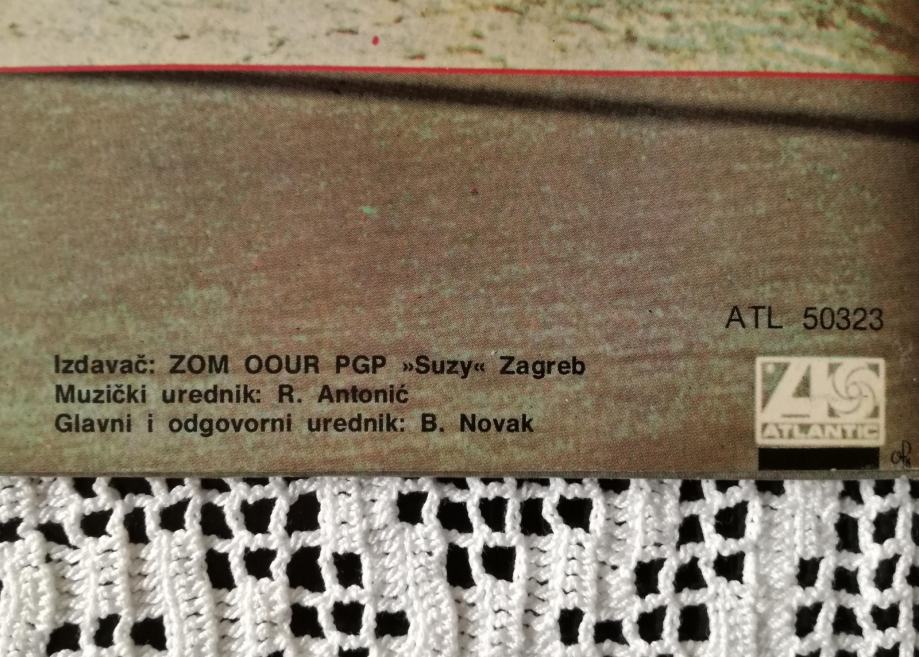 ATL 50323
Izdavač: ZOM OOUR PGP »Suzy« Zagreb
Muzički urednik: R. Antonić
Glavni i odgovorni urednik: B. Novak
ATLANTIC